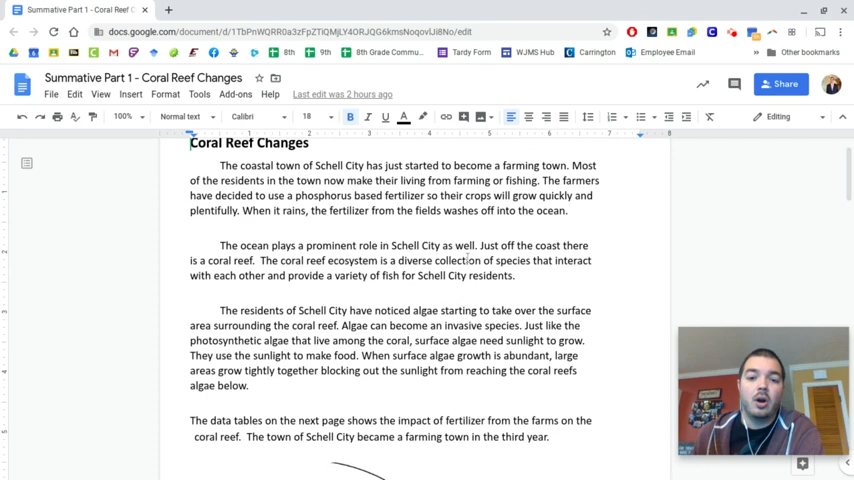 Summative Part 1 - Coral Reef C
docs.google.com/document/d/1TbPnWQRR0a3zFpZTIQMjLY4ORJQG6kmsNoqovlJi8No/edit
8th
9th
8th Grade Commu...
Tardy Form
WJMS Hub
Carrington
Employee Email
Other bookmarks
Summative Part 1 - Coral Reef Changes
File Edit View Insert Format Tools Add-ons Help Last edit was 2 hours ago
Share
100% Normal text Calibri 18 B I U A Editing
1 2 3 4 5 6 7 8
Coral Reef Changes
The coastal town of Schell City has just started to become a farming town. Most
of the residents in the town now make their living from farming or fishing. The farmers
have decided to use a phosphorus based fertilizer so their crops will grow quickly and
plentifully. When it rains, the fertilizer from the fields washes off into the ocean.
The ocean plays a prominent role in Schell City as well. Just off the coast there
is a coral reef. The coral reef ecosystem is a diverse collection of species that interact
with each other and provide a variety of fish for Schell City residents.
The residents of Schell City have noticed algae starting to take over the surface
area surrounding the coral reef. Algae can become an invasive species. Just like the
photosynthetic algae that live among the coral, surface algae need sunlight to grow.
They use the sunlight to make food. When surface algae growth is abundant, large
areas grow tightly together blocking out the sunlight from reaching the coral reefs
algae below.
The data tables on the next page shows the impact of fertilizer from the farms on the
coral reef. The town of Schell City became a farming town in the third year.